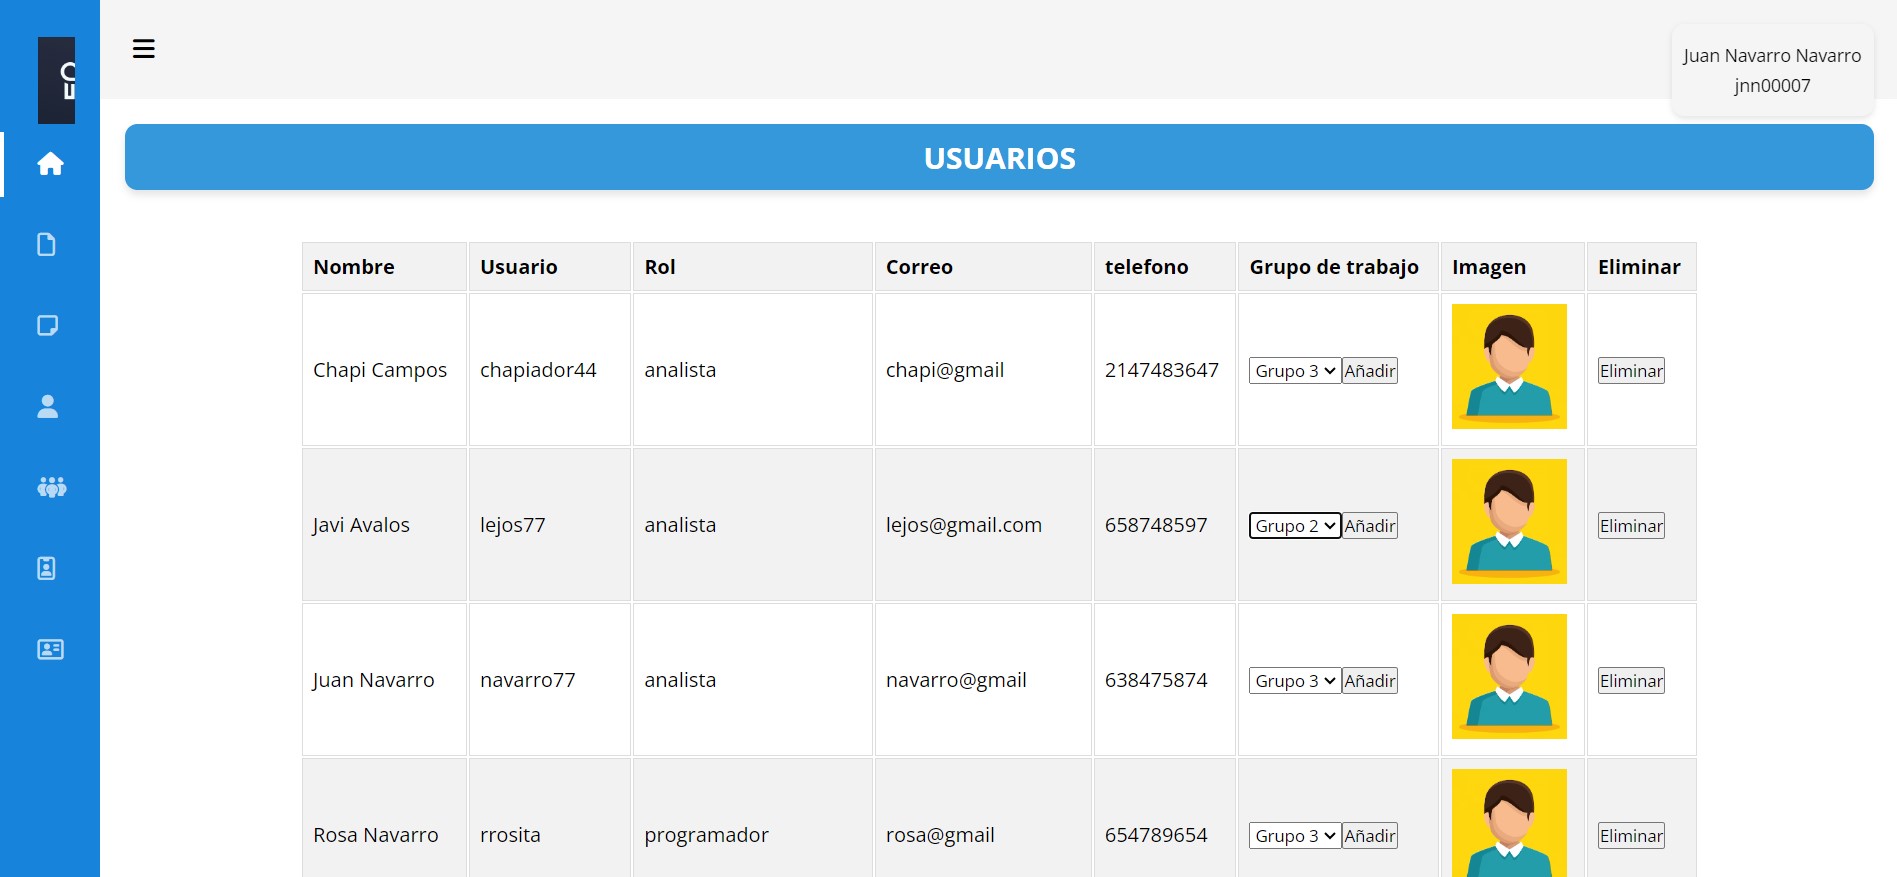 Juan Navarro Navarro
jnn00007
USUARIOS
Nombre Usuario Rol Correo telefono Grupo de trabajo Imagen Eliminar
Chapi Campos chapiador44 analista chapi@gmail 2147483647 Grupo 3 Añadir Eliminar
Javi Avalos lejos77 analista lejos@gmail.com 658748597 Grupo 2 Añadir Eliminar
Juan Navarro navarro77 analista navarro@gmail 638475874 Grupo 3 Añadir Eliminar
Rosa Navarro rrosita programador rosa@gmail 654789654 Grupo 3 Añadir Eliminar